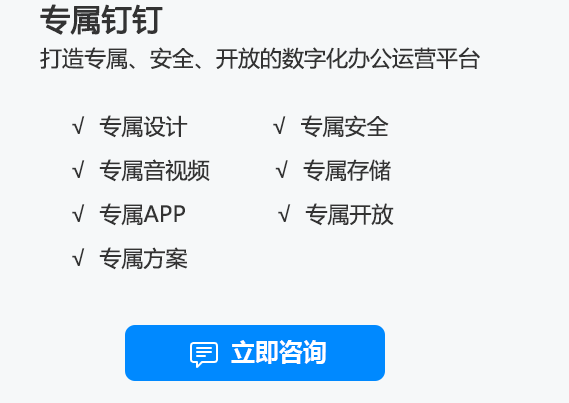 专属钉钉
打造专属、安全、开放的数字化办公运营平台
√ 专属设计 √ 专属安全
√ 专属音视频 √ 专属存储
√ 专属APP √ 专属开放
√ 专属方案
立即咨询